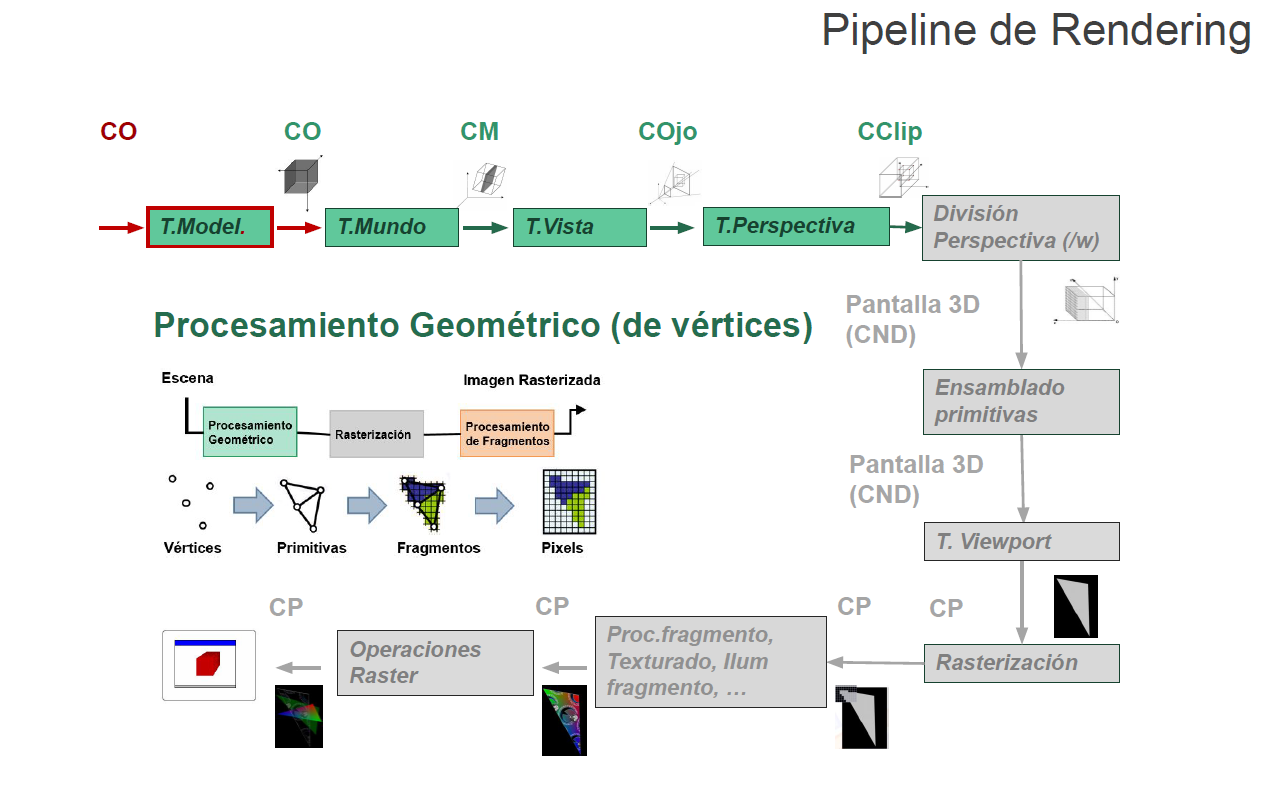 Pipeline de Rendering
CO
CO
CM
COjo
CClip
T.Model.
T.Mundo
T.Vista
T.Perspectiva
División
Perspectiva (/w)
Pantalla 3D
(CND)
Procesamiento Geométrico (de vértices)
Escena
Imagen Rasterizada
Procesamiento
Geométrico
Rasterización
Procesamiento
de Fragmentos
Ensamblado
primitivas
Pantalla 3D
(CND)
Vértices
Primitivas
Fragmentos
Pixels
T. Viewport
CP
CP
CP
CP
Operaciones
Raster
Proc.fragmento,
Texturado, Ilum
fragmento, …
Rasterización